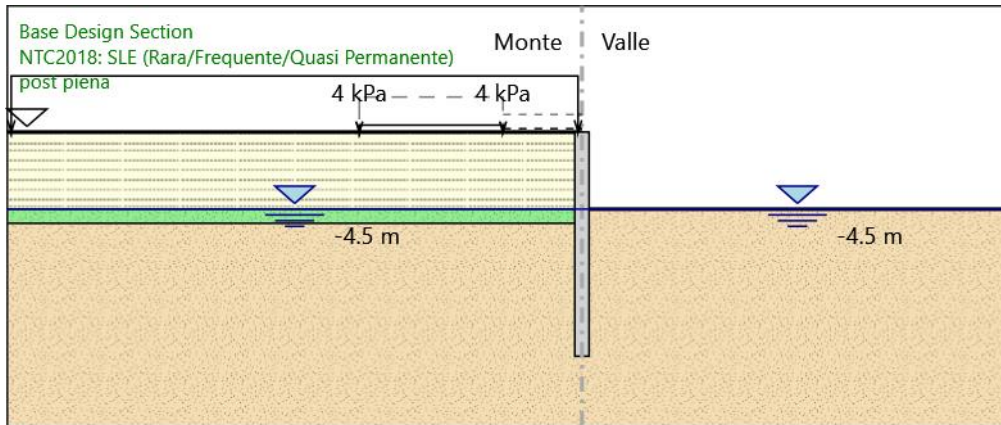 Base Design Section
NTC2018: SLE (Rara/Frequente/Quasi Permanente)
post piena
Monte
Valle
4 kPa
4 kPa
-4.5 m
-4.5 m